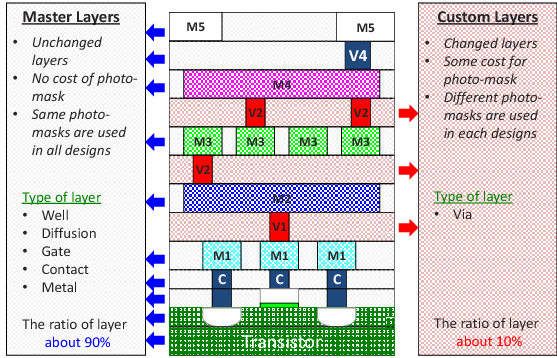 Master Layers
• Unchanged
layers
• No cost of photo-
mask
• Same photo-
masks are used
in all designs
Type of layer
• Well
• Diffusion
• Gate
• Contact
• Metal
The ratio of layer
about 90%
M5 M5
V4
M4
V2 V2
M3 M3 M3 M3
V2
M2
V1
M1 M1 M1
C C C
Transistor
Custom Layers
• Changed layers
• Some cost for
photo-mask
• Different photo-
masks are used
in each designs
Type of layer
• Via
The ratio of layer
about 10%